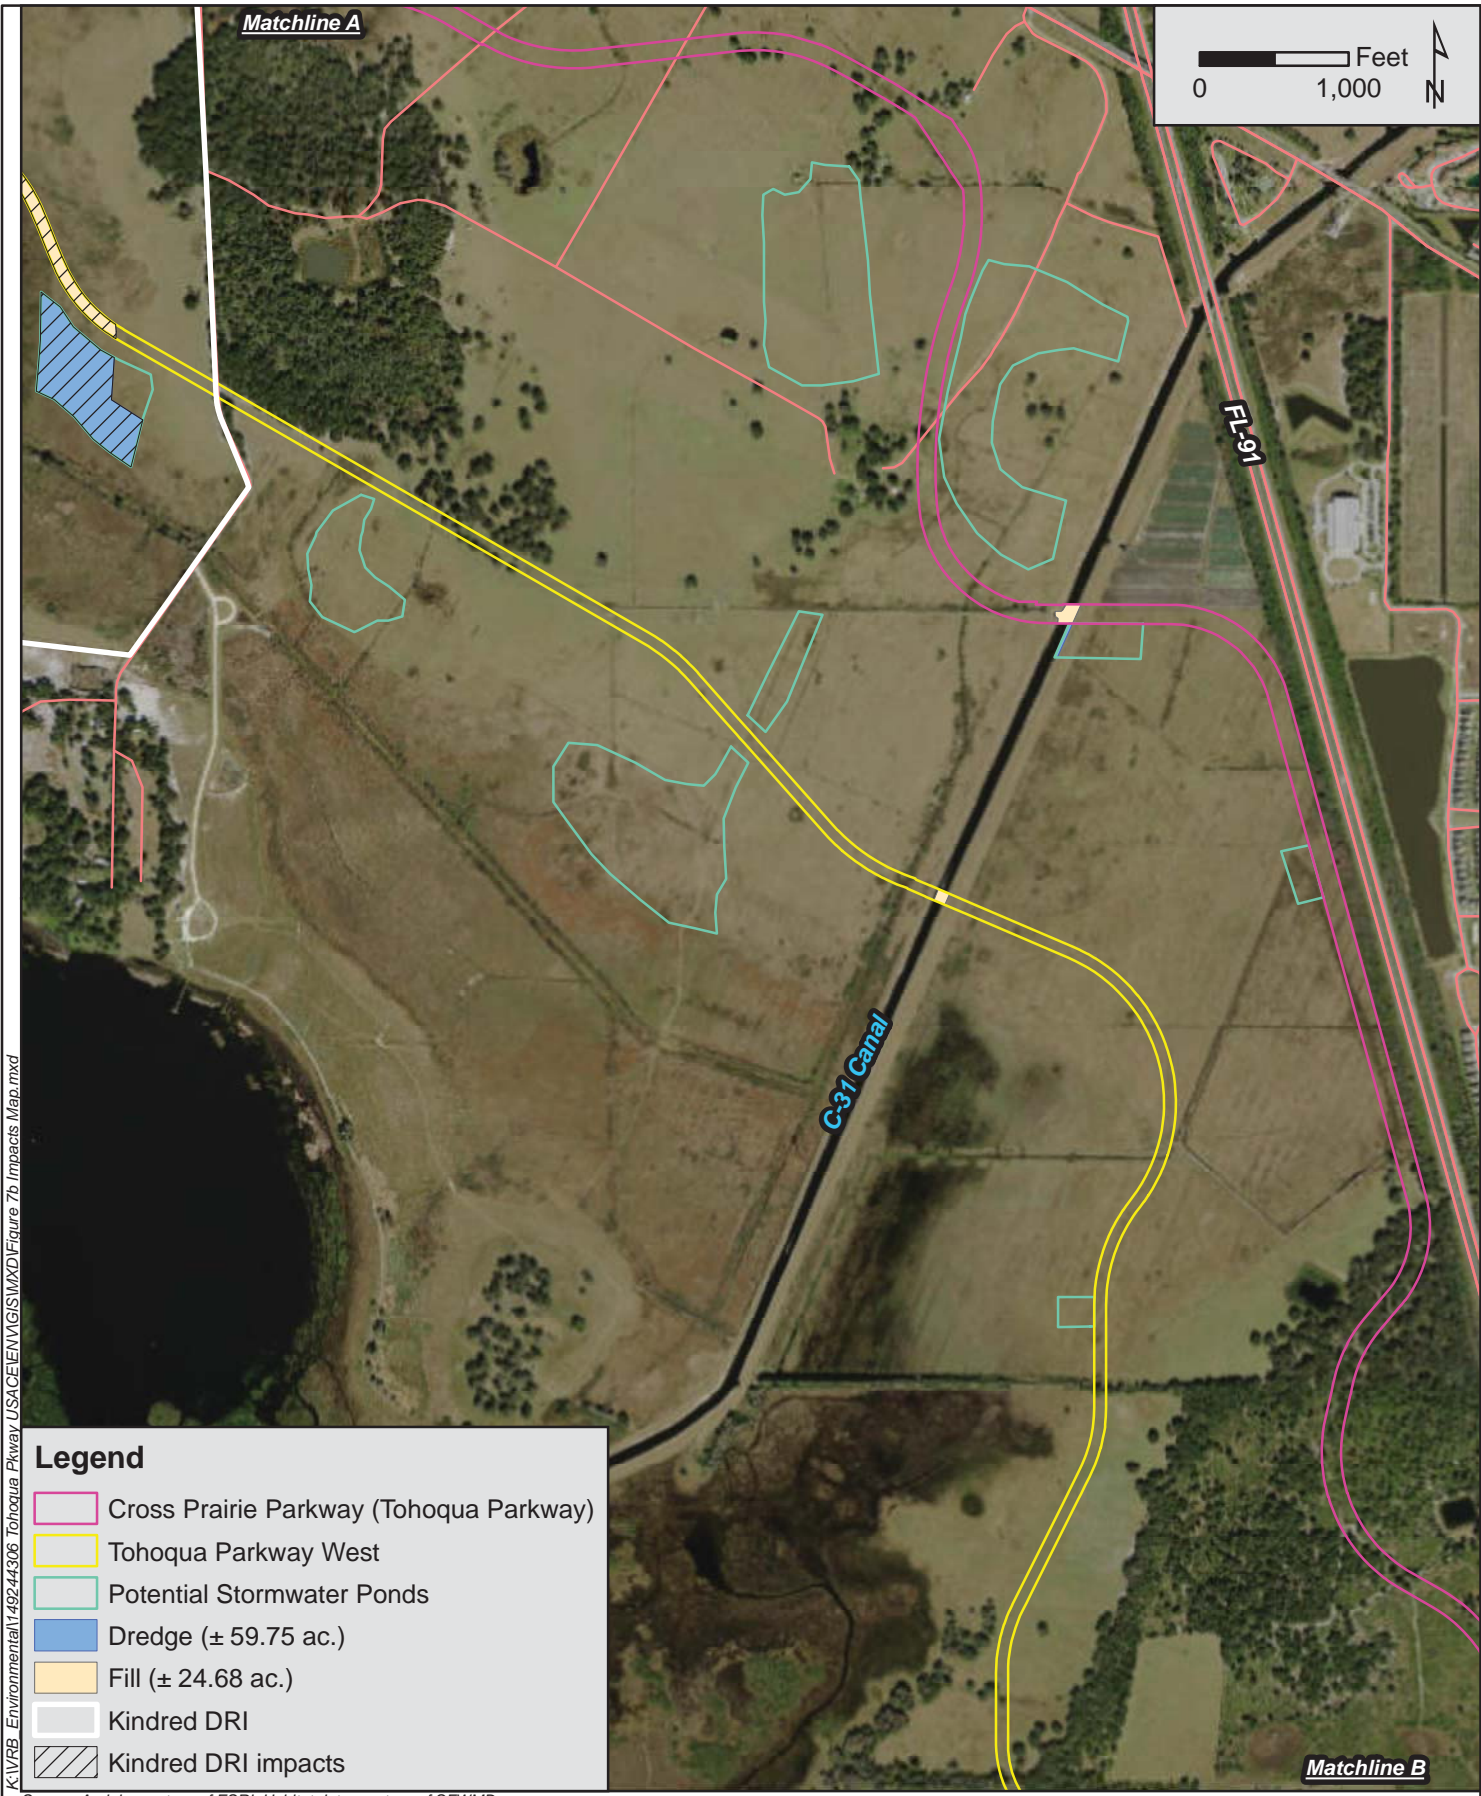 Matchline A
Feet
0 1,000
N
FL-91
C-31 Canal
Legend
Cross Prairie Parkway (Tohoqua Parkway)
Tohoqua Parkway West
Potential Stormwater Ponds
Dredge (± 59.75 ac.)
Fill (± 24.68 ac.)
Kindred DRI
Kindred DRI impacts
Matchline B
K:\VRB_Environmental\149244306 Tohoqua Pkway USACE\ENV\GIS\MXD\Figure 7b Impacts Map.mxd